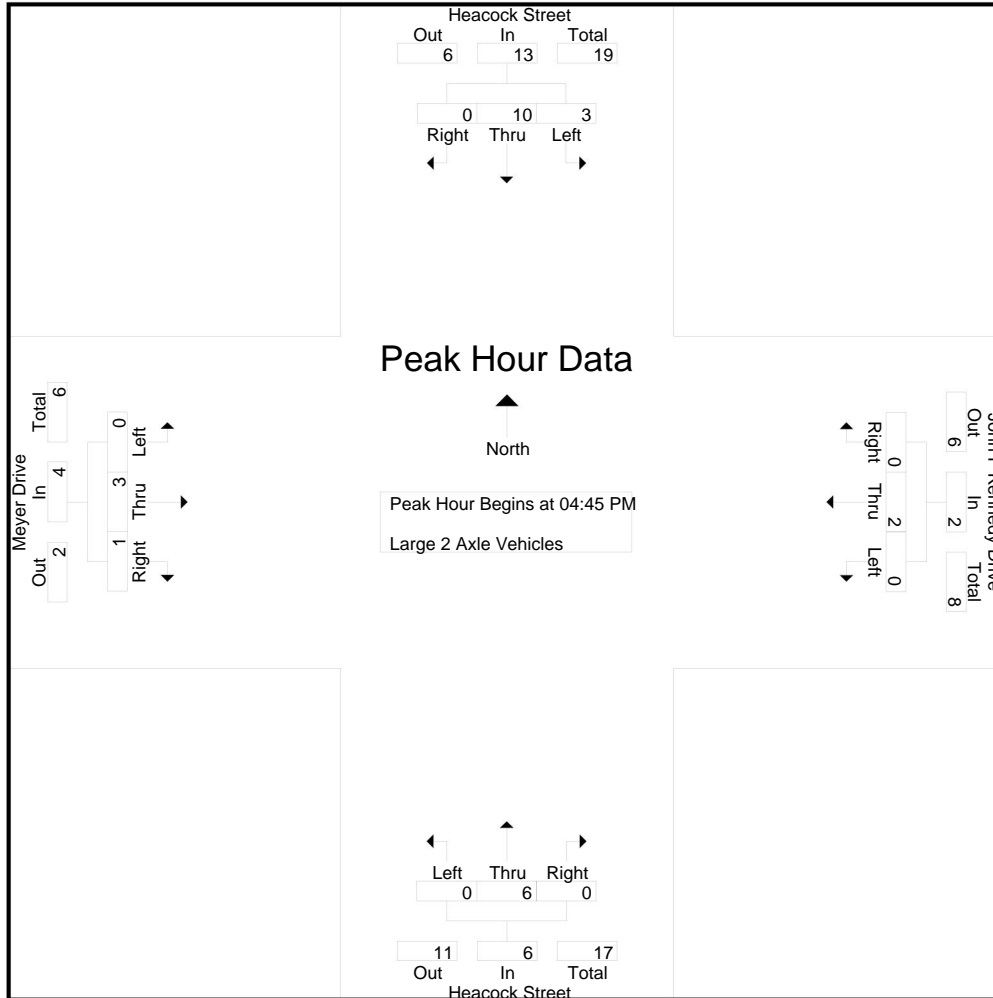 Heacock Street
Out In Total
6 13 19
0 10 3
Right Thru Left
Peak Hour Data
North
Peak Hour Begins at 04:45 PM
Large 2 Axle Vehicles
Meyer Drive
Out In Total
2 4 6
0 3 1
Left Thru Right
Out In Total
6 2 8
Right Thru Left
0 2 0
Left Thru Right
0 6 0
11 6 17
Out In Total
Heacock Street